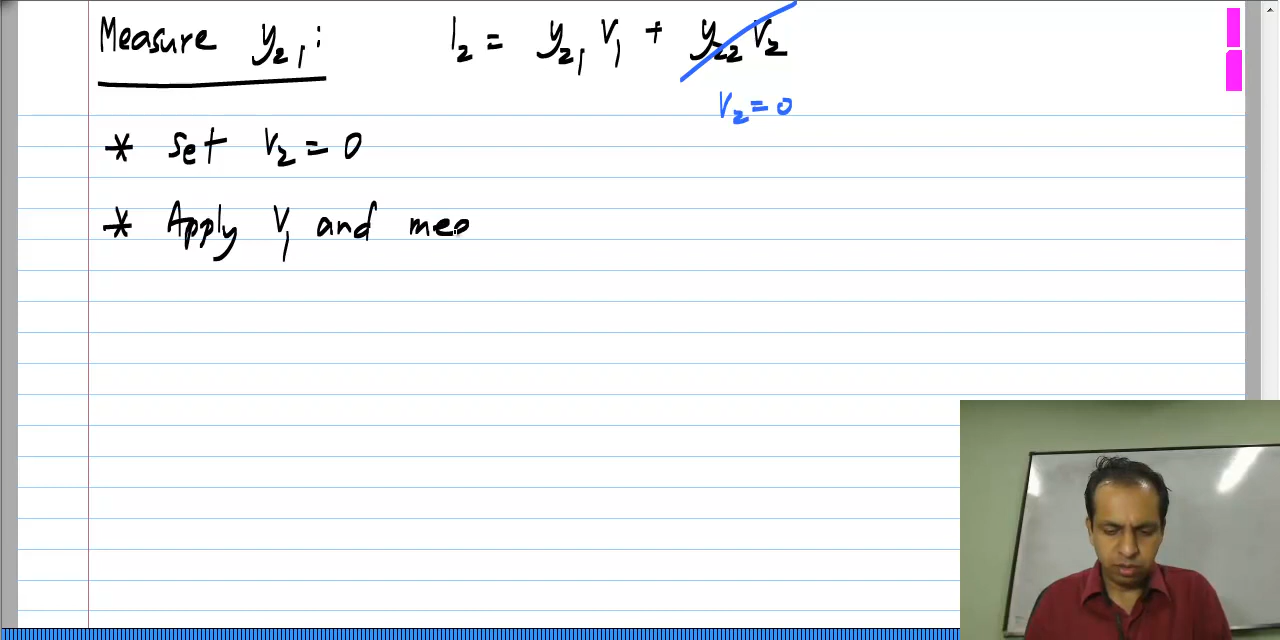 Measure y21: I2 = y21 V1 + y22 V2
V2 = 0
* Set V2 = 0
* Apply V1 and mea